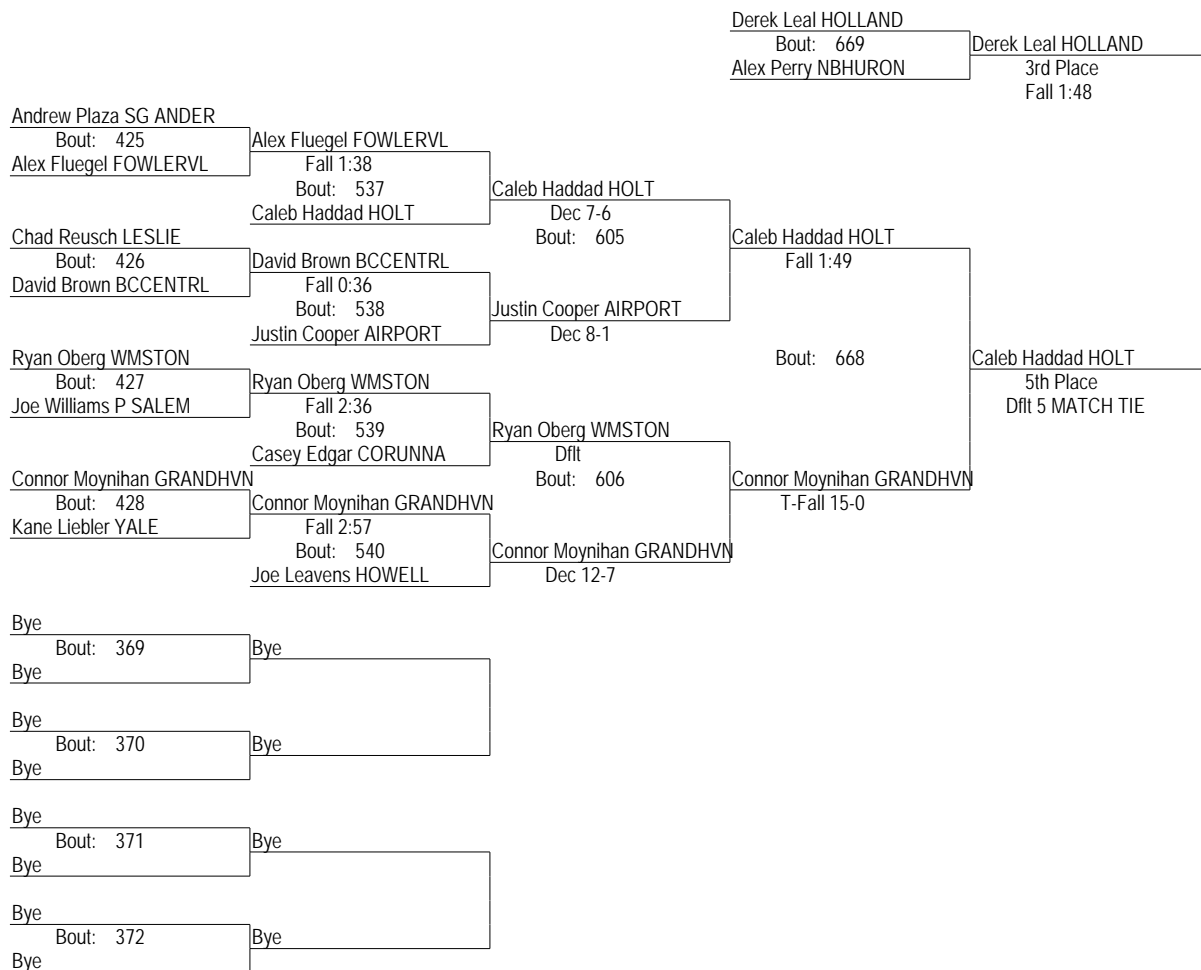 Derek Leal HOLLAND
Bout: 669
Derek Leal HOLLAND
Alex Perry NBHURON
3rd Place
Fall 1:48
Andrew Plaza SG ANDER
Bout: 425
Alex Fluegel FOWLERVL
Alex Fluegel FOWLERVL
Fall 1:38
Bout: 537
Caleb Haddad HOLT
Caleb Haddad HOLT
Dec 7-6
Bout: 605
Chad Reusch LESLIE
Bout: 426
David Brown BCCENTRL
David Brown BCCENTRL
Fall 0:36
Bout: 538
Justin Cooper AIRPORT
Justin Cooper AIRPORT
Dec 8-1
Caleb Haddad HOLT
Fall 1:49
Bout: 668
Caleb Haddad HOLT
5th Place
Dflt 5 MATCH TIE
Ryan Oberg WMSTON
Bout: 427
Joe Williams P SALEM
Ryan Oberg WMSTON
Fall 2:36
Bout: 539
Casey Edgar CORUNNA
Ryan Oberg WMSTON
Dflt
Bout: 606
Connor Moynihan GRANDHVN
Bout: 428
Kane Liebler YALE
Connor Moynihan GRANDHVN
Fall 2:57
Bout: 540
Joe Leavens HOWELL
Connor Moynihan GRANDHVN
Dec 12-7
Connor Moynihan GRANDHVN
T-Fall 15-0
Bye
Bout: 369
Bye
Bye
Bye
Bout: 370
Bye
Bye
Bye
Bout: 371
Bye
Bye
Bye
Bout: 372
Bye
Bye